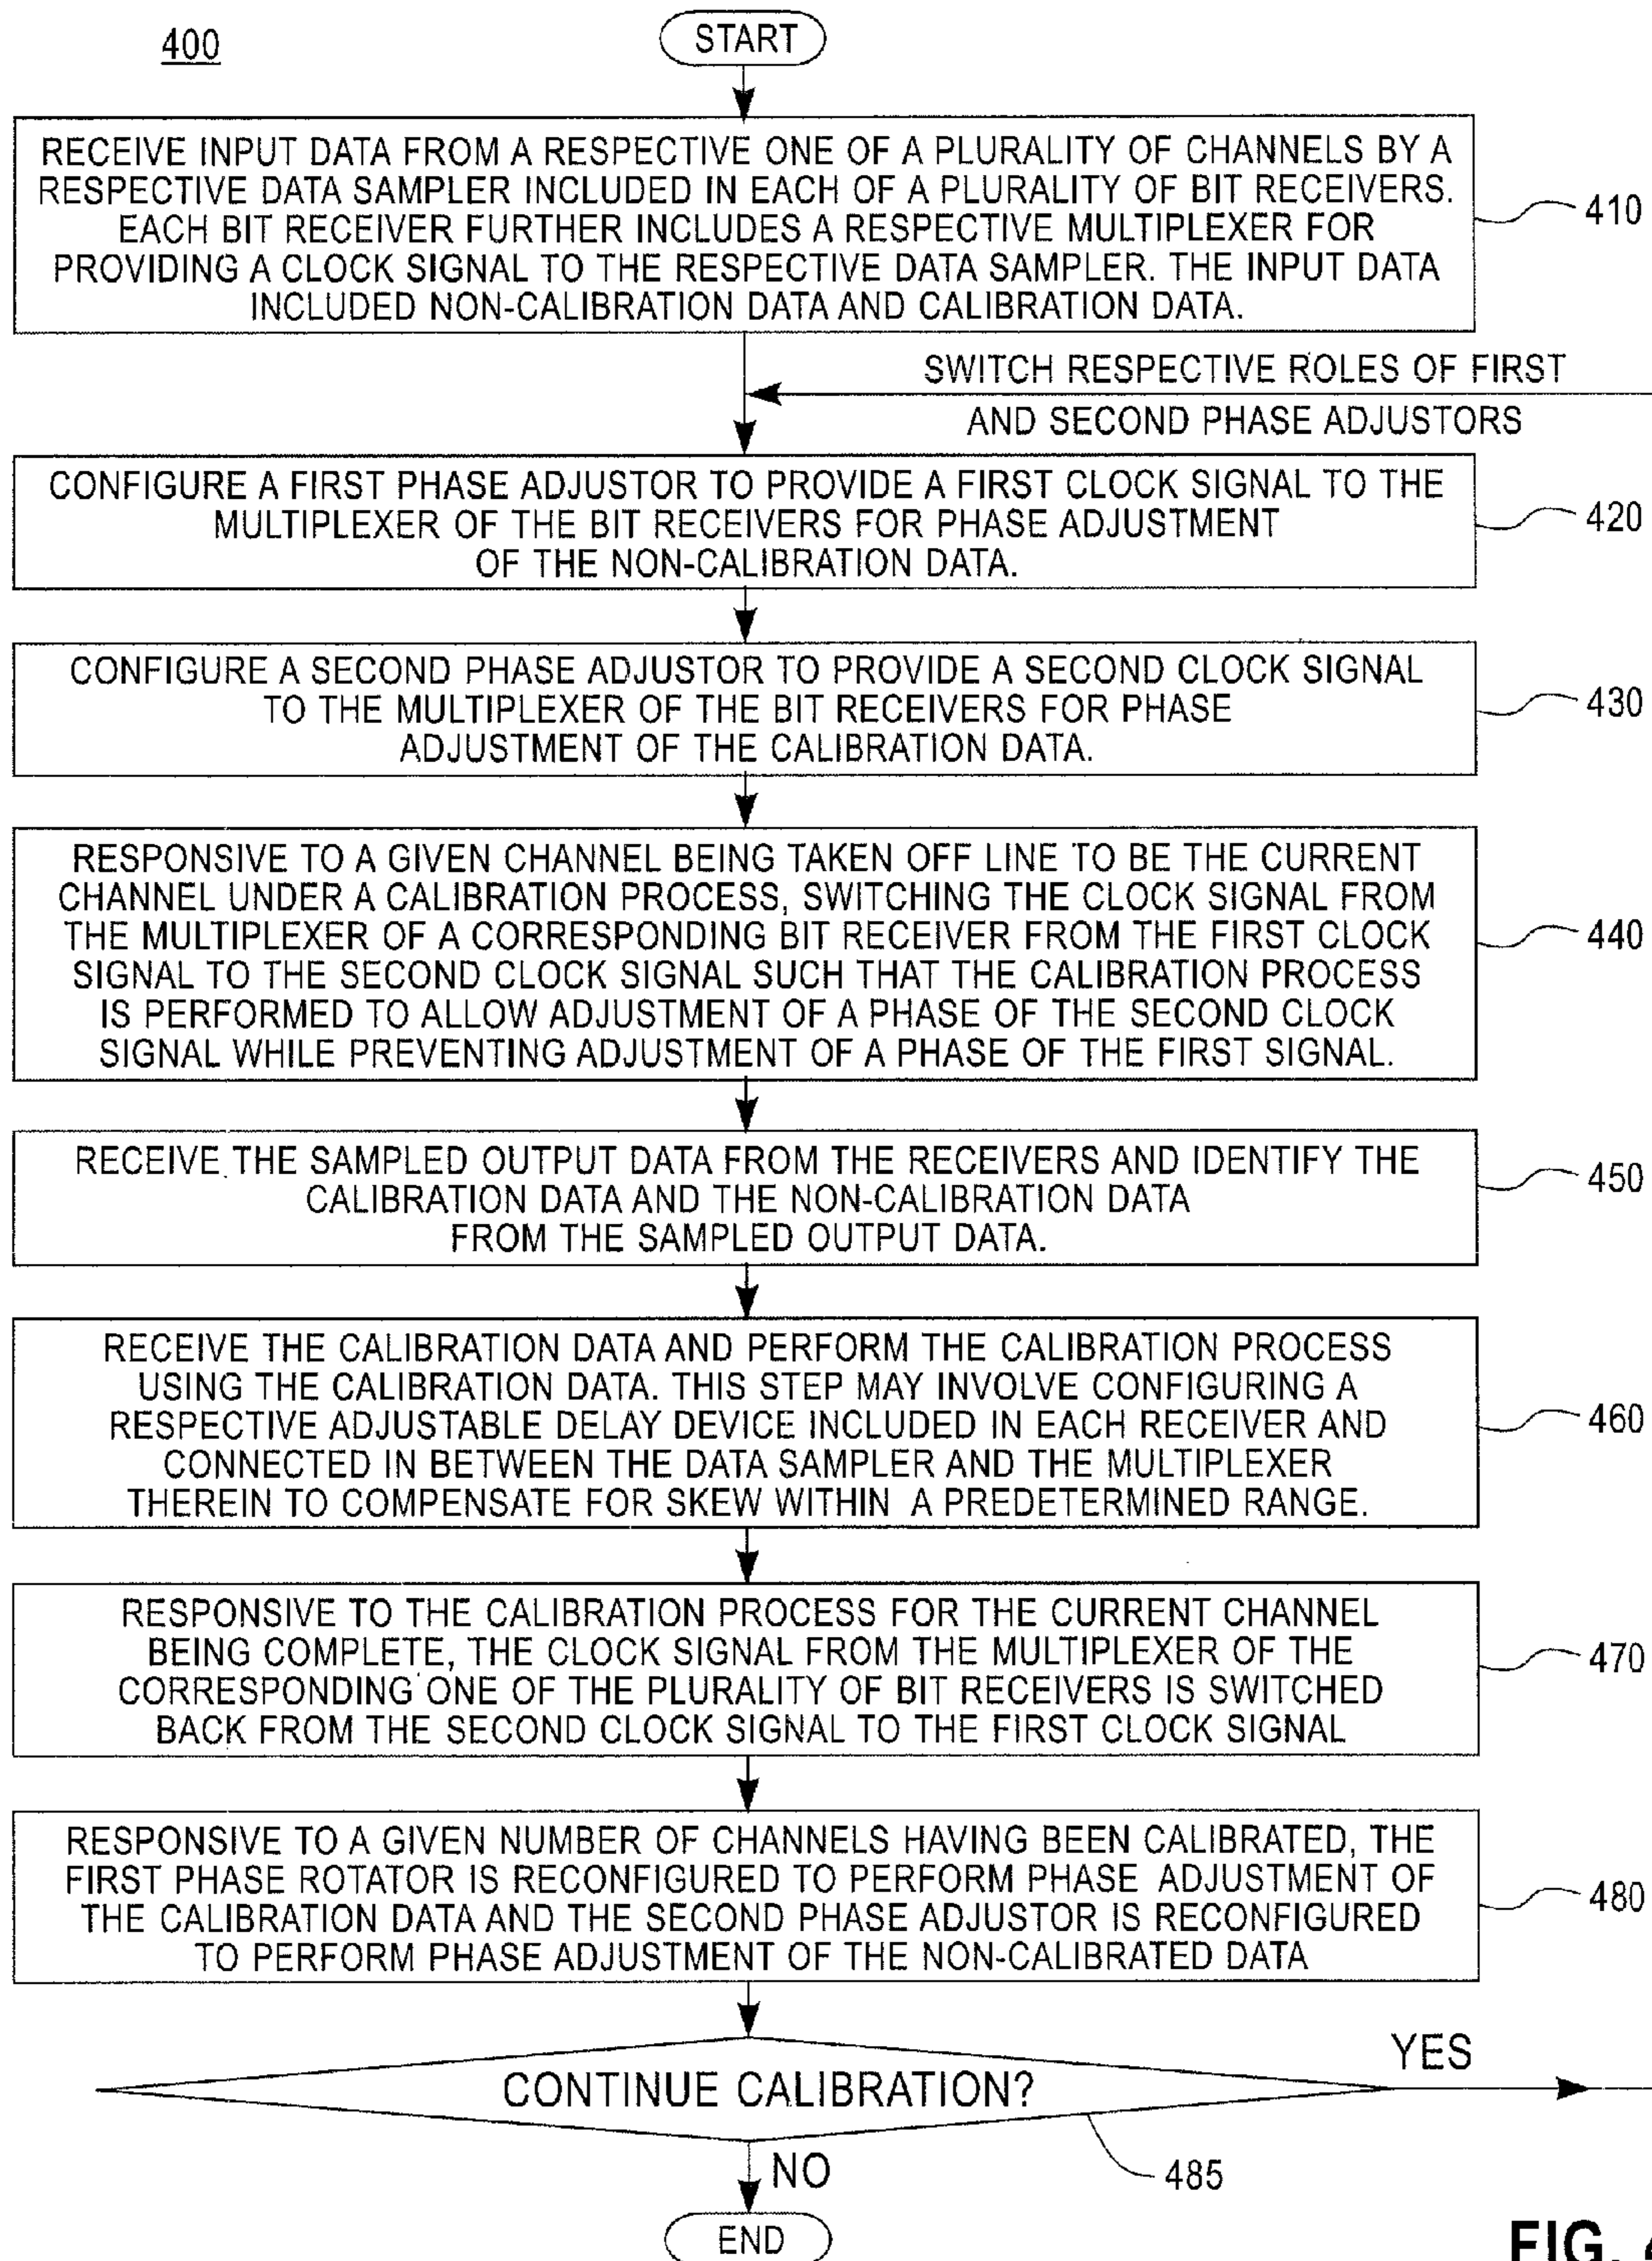 400
START
RECEIVE INPUT DATA FROM A RESPECTIVE ONE OF A PLURALITY OF CHANNELS BY A
RESPECTIVE DATA SAMPLER INCLUDED IN EACH OF A PLURALITY OF BIT RECEIVERS.
EACH BIT RECEIVER FURTHER INCLUDES A RESPECTIVE MULTIPLEXER FOR
PROVIDING A CLOCK SIGNAL TO THE RESPECTIVE DATA SAMPLER. THE INPUT DATA
INCLUDED NON-CALIBRATION DATA AND CALIBRATION DATA.
410
SWITCH RESPECTIVE ROLES OF FIRST
AND SECOND PHASE ADJUSTORS
CONFIGURE A FIRST PHASE ADJUSTOR TO PROVIDE A FIRST CLOCK SIGNAL TO THE
MULTIPLEXER OF THE BIT RECEIVERS FOR PHASE ADJUSTMENT
OF THE NON-CALIBRATION DATA.
420
CONFIGURE A SECOND PHASE ADJUSTOR TO PROVIDE A SECOND CLOCK SIGNAL
TO THE MULTIPLEXER OF THE BIT RECEIVERS FOR PHASE
ADJUSTMENT OF THE CALIBRATION DATA.
430
RESPONSIVE TO A GIVEN CHANNEL BEING TAKEN OFF LINE TO BE THE CURRENT
CHANNEL UNDER A CALIBRATION PROCESS, SWITCHING THE CLOCK SIGNAL FROM
THE MULTIPLEXER OF A CORRESPONDING BIT RECEIVER FROM THE FIRST CLOCK
SIGNAL TO THE SECOND CLOCK SIGNAL SUCH THAT THE CALIBRATION PROCESS
IS PERFORMED TO ALLOW ADJUSTMENT OF A PHASE OF THE SECOND CLOCK
SIGNAL WHILE PREVENTING ADJUSTMENT OF A PHASE OF THE FIRST SIGNAL.
440
RECEIVE THE SAMPLED OUTPUT DATA FROM THE RECEIVERS AND IDENTIFY THE
CALIBRATION DATA AND THE NON-CALIBRATION DATA
FROM THE SAMPLED OUTPUT DATA.
450
RECEIVE THE CALIBRATION DATA AND PERFORM THE CALIBRATION PROCESS
USING THE CALIBRATION DATA. THIS STEP MAY INVOLVE CONFIGURING A
RESPECTIVE ADJUSTABLE DELAY DEVICE INCLUDED IN EACH RECEIVER AND
CONNECTED IN BETWEEN THE DATA SAMPLER AND THE MULTIPLEXER
THEREIN TO COMPENSATE FOR SKEW WITHIN A PREDETERMINED RANGE.
460
RESPONSIVE TO THE CALIBRATION PROCESS FOR THE CURRENT CHANNEL
BEING COMPLETE, THE CLOCK SIGNAL FROM THE MULTIPLEXER OF THE
CORRESPONDING ONE OF THE PLURALITY OF BIT RECEIVERS IS SWITCHED
BACK FROM THE SECOND CLOCK SIGNAL TO THE FIRST CLOCK SIGNAL
470
RESPONSIVE TO A GIVEN NUMBER OF CHANNELS HAVING BEEN CALIBRATED, THE
FIRST PHASE ROTATOR IS RECONFIGURED TO PERFORM PHASE ADJUSTMENT OF
THE CALIBRATION DATA AND THE SECOND PHASE ADJUSTOR IS RECONFIGURED
TO PERFORM PHASE ADJUSTMENT OF THE NON-CALIBRATED DATA
480
CONTINUE CALIBRATION?
YES
NO
485
END
FIG.